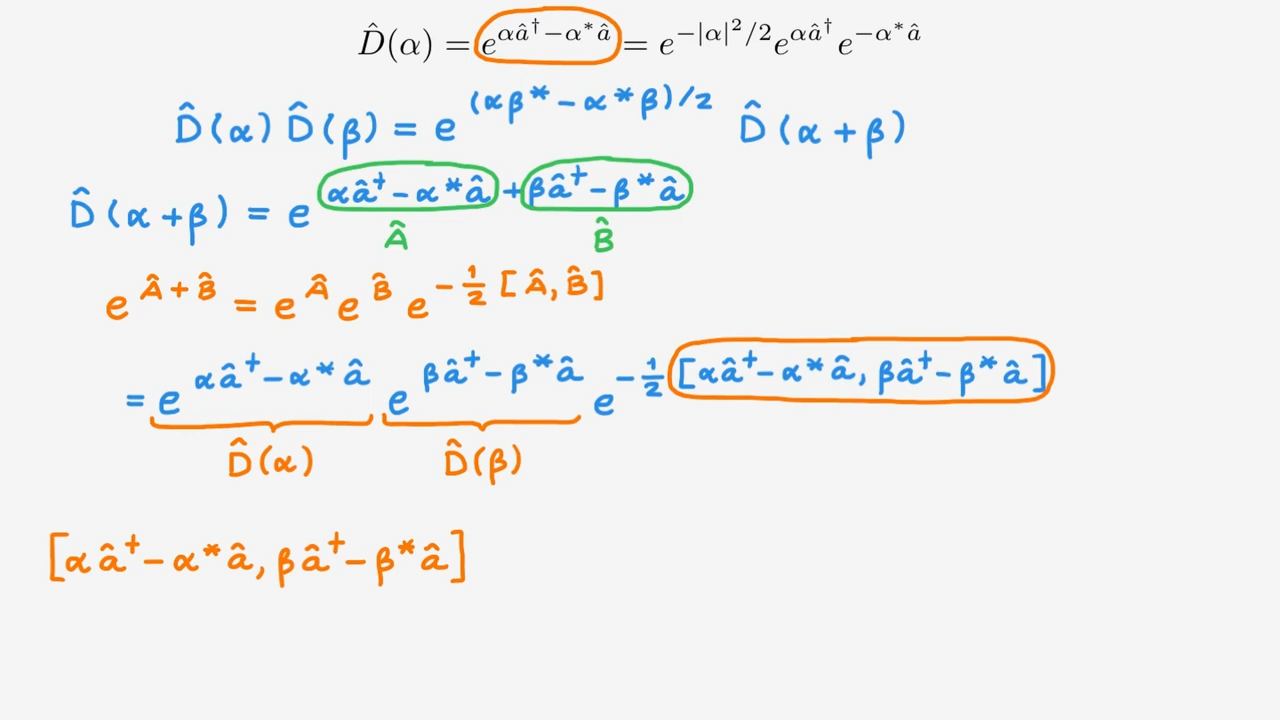 D̂(α) = e^{αâ† − α*â} = e^{−|α|²/2} e^{αâ†} e^{−α*â}
D̂(α) D̂(β) = e^{(αβ* − α*β)/2} D̂(α + β)
D̂(α + β) = e^{αâ† − α*â + βâ† − β*â}
Â B̂
e^{Â + B̂} = e^{Â} e^{B̂} e^{−½[Â, B̂]}
= e^{αâ† − α*â} e^{βâ† − β*â} e^{−½[αâ† − α*â, βâ† − β*â]}
D̂(α) D̂(β)
[αâ† − α*â, βâ† − β*â]